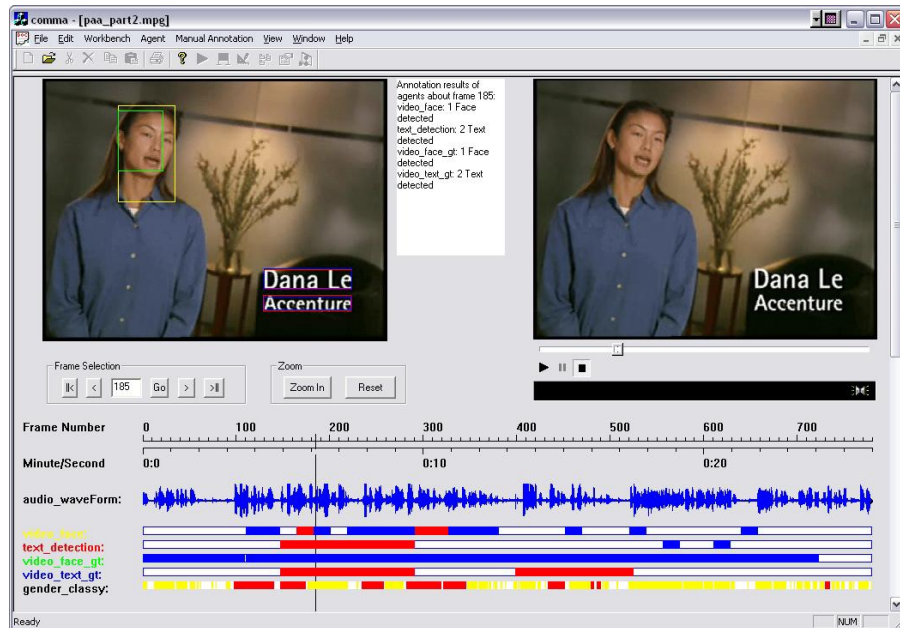 comma - [paa_part2.mpg]
File Edit Workbench Agent Manual Annotation View Window Help
Annotation results of
agents about frame 185:
video_face: 1 Face
detected
text_detection: 2 Text
detected
video_face_gt: 1 Face
detected
video_text_gt: 2 Text
detected
Dana Le
Accenture
Dana Le
Accenture
Frame Selection
|< < 185 Go > >|
Zoom
Zoom In Reset
Frame Number 0 100 200 300 400 500 600 700
Minute/Second 0:0 0:10 0:20
audio_waveForm:
video_face:
text_detection:
video_face_gt:
video_text_gt:
gender_classy:
Ready NUM